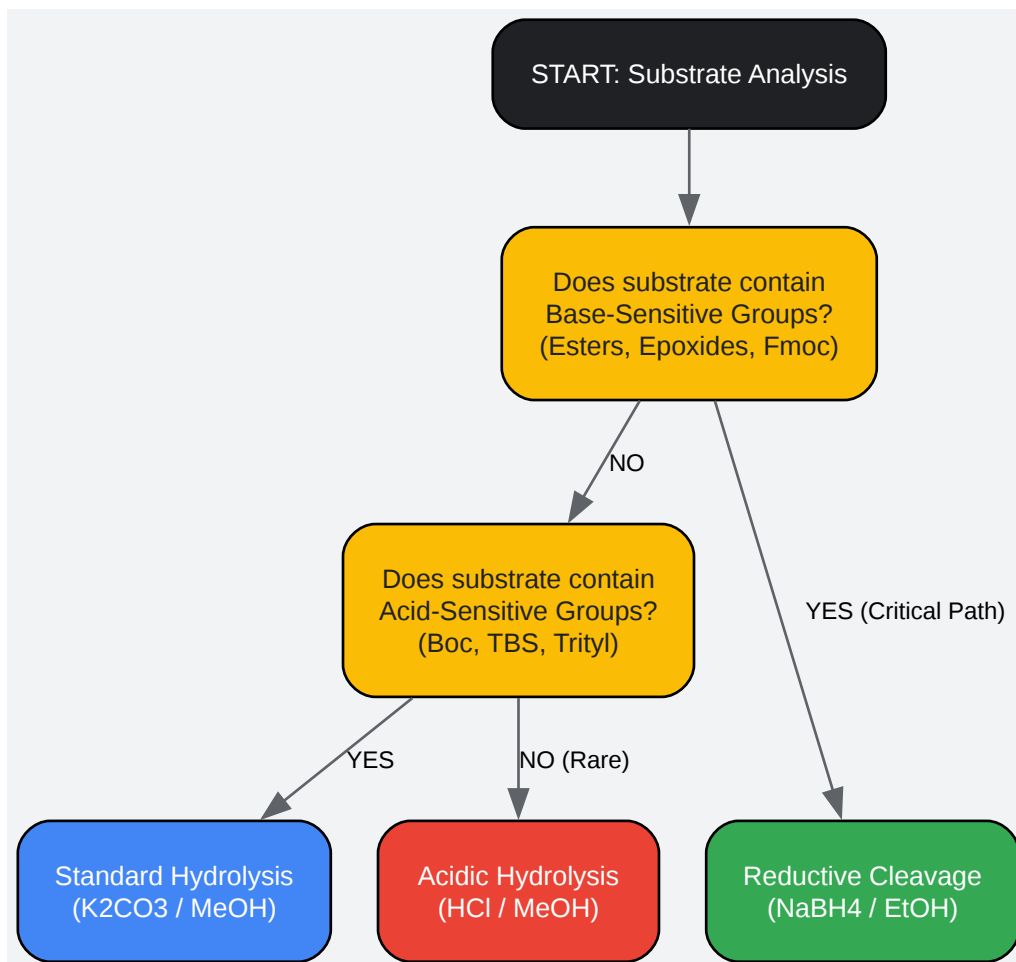 START: Substrate Analysis
Does substrate contain
Base-Sensitive Groups?
(Esters, Epoxides, Fmoc)
NO
Does substrate contain
Acid-Sensitive Groups?
(Boc, TBS, Trityl)
YES (Critical Path)
YES
NO (Rare)
Standard Hydrolysis
(K2CO3 / MeOH)
Acidic Hydrolysis
(HCl / MeOH)
Reductive Cleavage
(NaBH4 / EtOH)